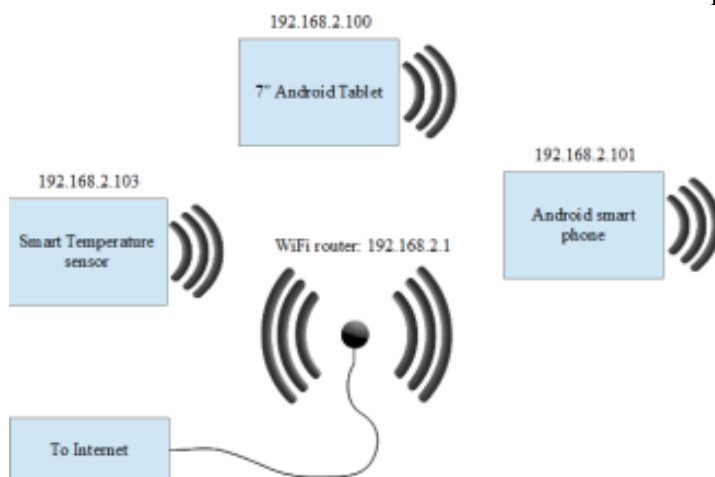 192.168.2.100
7" Android Tablet
192.168.2.101
Android smart
phone
192.168.2.103
Smart Temperature
sensor
WiFi router: 192.168.2.1
To Internet